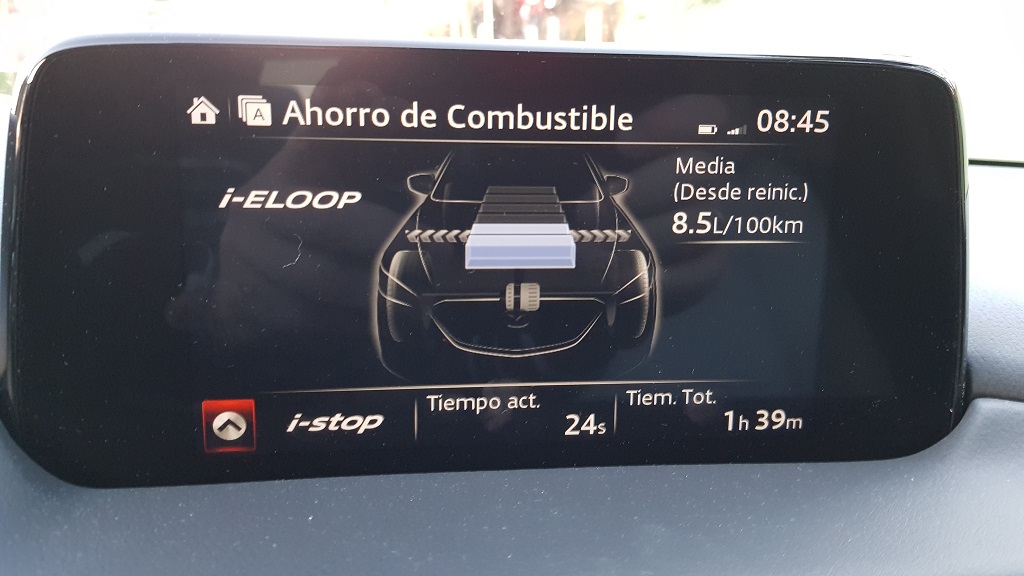 A Ahorro de Combustible 08:45
i-ELOOP
Media
(Desde reinic.)
8.5L/100km
i-stop
Tiempo act.
24s
Tiem. Tot.
1h 39m